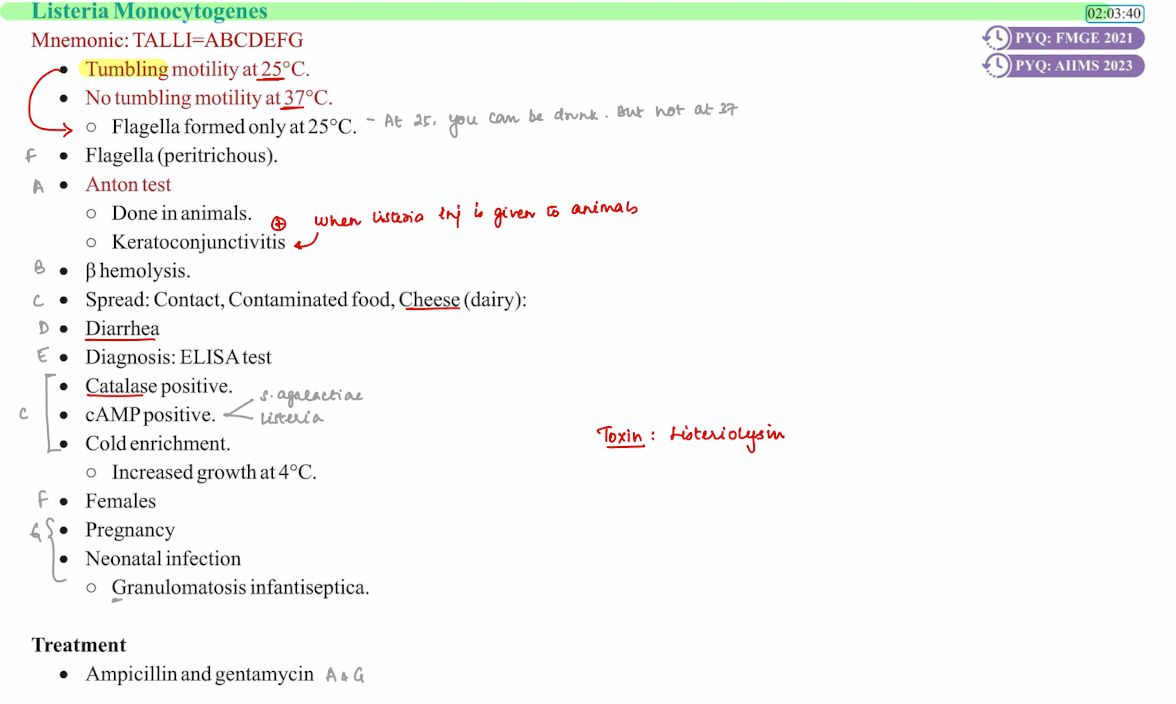 Listeria Monocytogenes
02:03:40
Mnemonic: TALLI=ABCDEFG
PYQ: FMGE 2021
PYQ: AIIMS 2023
• Tumbling motility at 25°C.
• No tumbling motility at 37°C.
○ Flagella formed only at 25°C. - At 25, you can be drunk. But not at 37
F • Flagella (peritrichous).
A • Anton test
○ Done in animals.
⊕ when listeria inj is given to animals
○ Keratoconjunctivitis
B • β hemolysis.
C • Spread: Contact, Contaminated food, Cheese (dairy):
D • Diarrhea
E • Diagnosis: ELISA test
• Catalase positive.
C • cAMP positive. < S. agalactiae
Listeria
• Cold enrichment.
Toxin : Listeriolysin
○ Increased growth at 4°C.
F • Females
G • Pregnancy
• Neonatal infection
○ Granulomatosis infantiseptica.
Treatment
• Ampicillin and gentamycin A & G